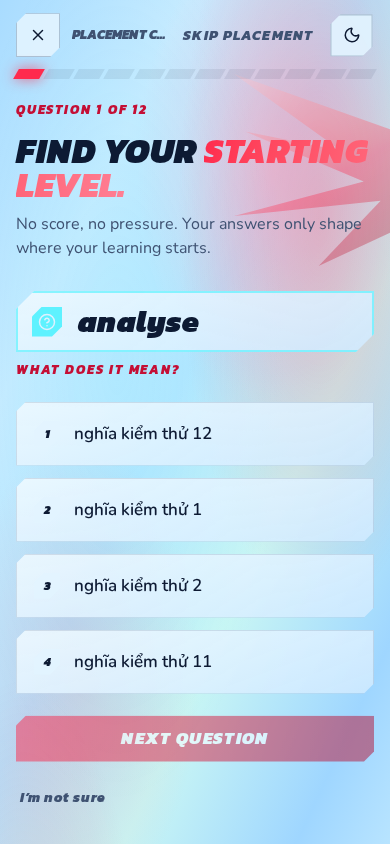 PLACEMENT C... SKIP PLACEMENT
QUESTION 1 OF 12
FIND YOUR STARTING
LEVEL.
No score, no pressure. Your answers only shape
where your learning starts.
analyse
WHAT DOES IT MEAN?
1 nghĩa kiểm thử 12
2 nghĩa kiểm thử 1
3 nghĩa kiểm thử 2
4 nghĩa kiểm thử 11
NEXT QUESTION
I'm not sure